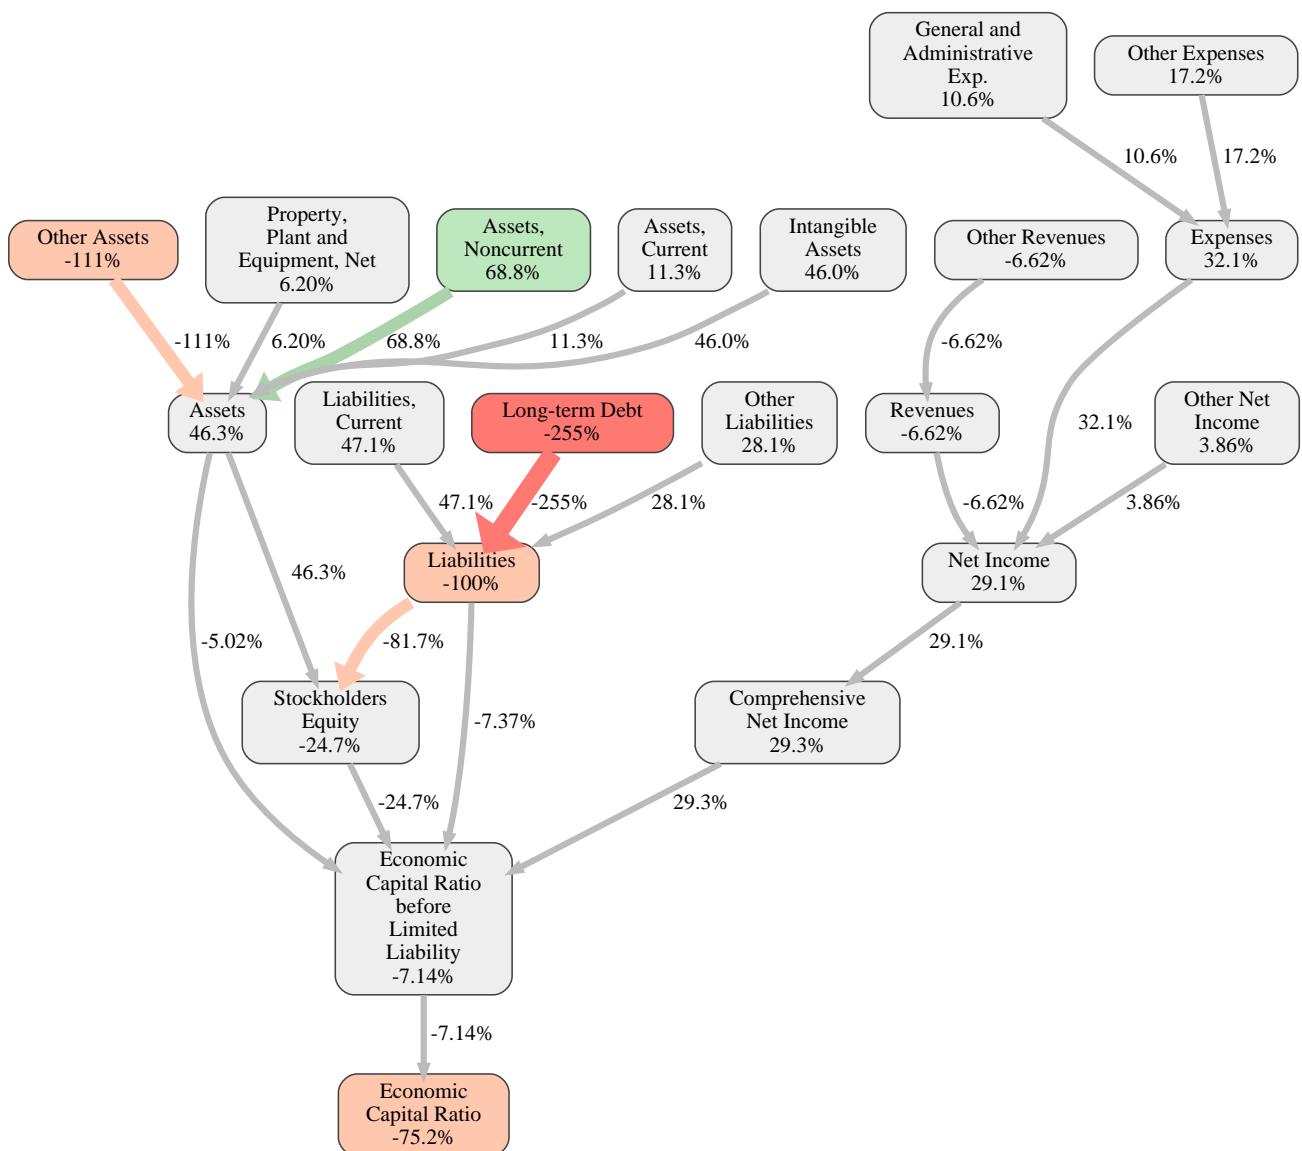 General and
Administrative
Exp.
10.6%
Other Expenses
17.2%
10.6%
17.2%
Other Assets
-111%
Property,
Plant and
Equipment, Net
6.20%
Assets,
Noncurrent
68.8%
Assets,
Current
11.3%
Intangible
Assets
46.0%
Other Revenues
-6.62%
Expenses
32.1%
-111%
6.20%
68.8%
11.3%
46.0%
-6.62%
Assets
46.3%
Liabilities,
Current
47.1%
Long-term Debt
-255%
Other
Liabilities
28.1%
Revenues
-6.62%
32.1%
Other Net
Income
3.86%
47.1%
-255%
28.1%
-6.62%
3.86%
46.3%
Liabilities
-100%
Net Income
29.1%
-5.02%
-81.7%
29.1%
Stockholders
Equity
-24.7%
-7.37%
Comprehensive
Net Income
29.3%
-24.7%
29.3%
Economic
Capital Ratio
before
Limited
Liability
-7.14%
-7.14%
Economic
Capital Ratio
-75.2%